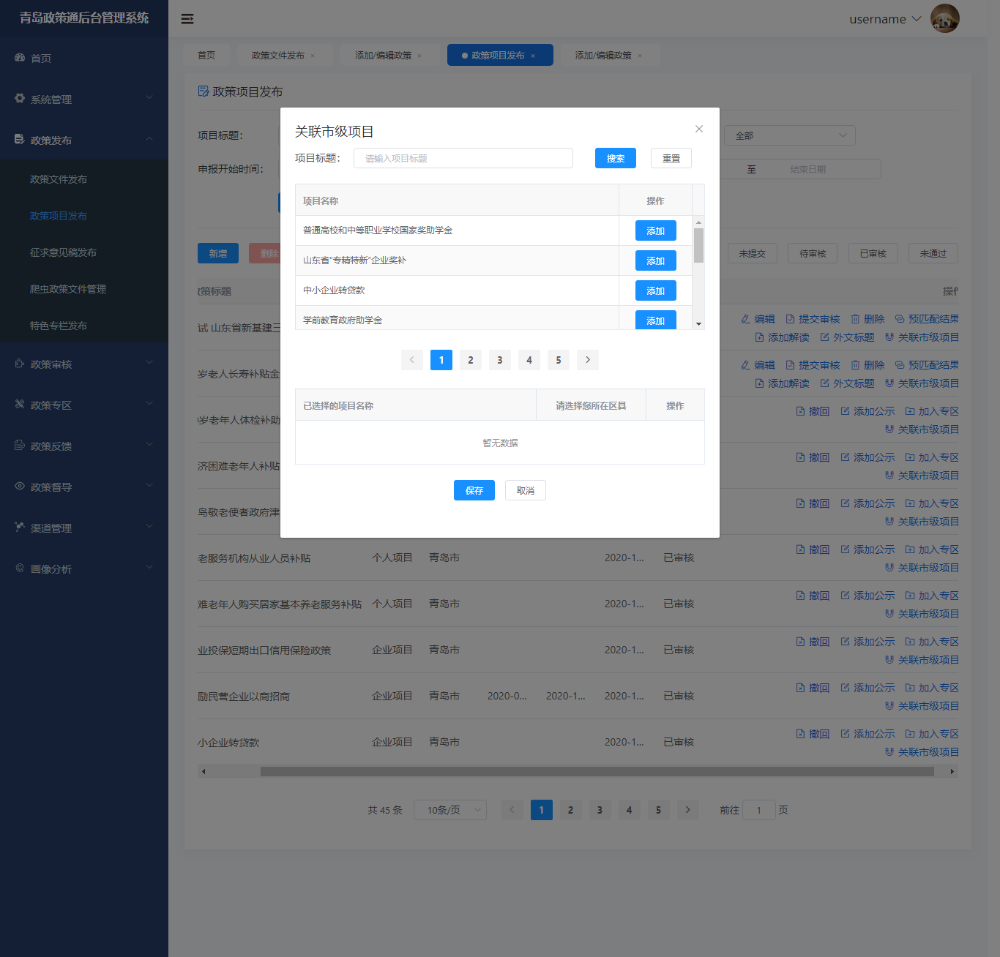 青岛政策通后台管理系统
username
首页
系统管理
政策发布
政策文件发布
政策项目发布
征求意见稿发布
爬虫政策文件管理
特色专栏发布
政策审核
政策专区
政策反馈
政策督导
渠道管理
画像分析
首页 政策文件发布 × 添加/编辑政策 × 政策项目发布 × 添加/编辑政策 ×
政策项目发布
项目标题: 全部
申报开始时间: 至 结束日期
新增 删除 未提交 待审核 已审核 未通过
政策标题 操作
关联市级项目
项目标题: 请输入项目标题 搜索 重置
项目名称 操作
普通高校和中等职业学校国家奖助学金 添加
山东省“专精特新”企业奖补 添加
中小企业转贷款 添加
学前教育政府助学金 添加
1 2 3 4 5
已选择的项目名称 请选择您所在区县 操作
暂无数据
保存 取消
试 山东省新基建三 编辑 提交审核 删除 预匹配结果
添加解读 外文标题 关联市级项目
岁老人长寿补贴金 编辑 提交审核 删除 预匹配结果
添加解读 外文标题 关联市级项目
岁老年人体检补助 撤回 添加公示 加入专区
关联市级项目
济困难老年人补贴 撤回 添加公示 加入专区
关联市级项目
岛敬老使者政府津 撤回 添加公示 加入专区
关联市级项目
老服务机构从业人员补贴 个人项目 青岛市 2020-1... 已审核 撤回 添加公示 加入专区
关联市级项目
难老年人购买居家基本养老服务补贴 个人项目 青岛市 2020-1... 已审核 撤回 添加公示 加入专区
关联市级项目
业投保短期出口信用保险政策 企业项目 青岛市 2020-1... 已审核 撤回 添加公示 加入专区
关联市级项目
励民营企业以商招商 企业项目 青岛市 2020-0... 2020-1... 2020-1... 已审核 撤回 添加公示 加入专区
关联市级项目
小企业转贷款 企业项目 青岛市 2020-1... 已审核 撤回 添加公示 加入专区
关联市级项目
共 45 条 10条/页 1 2 3 4 5 前往 1 页